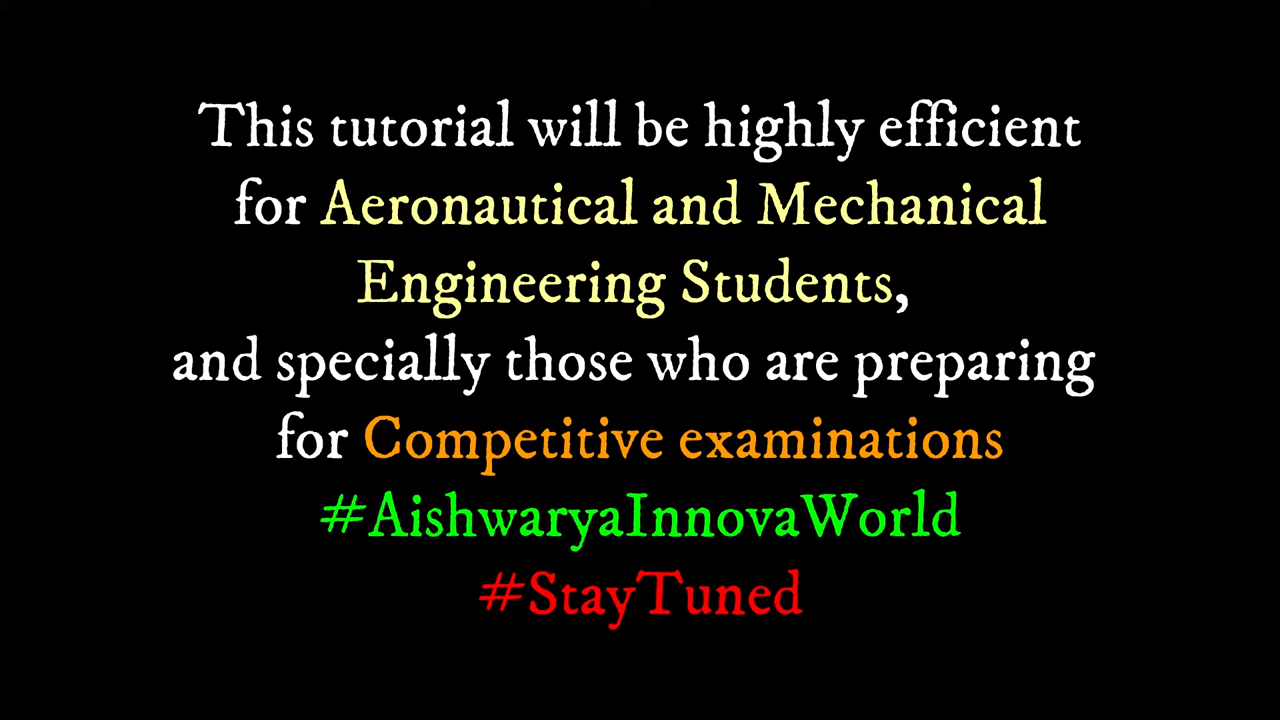 This tutorial will be highly efficient
for Aeronautical and Mechanical
Engineering Students,
and specially those who are preparing
for Competitive examinations
#AishwaryaInnovaWorld
#StayTuned